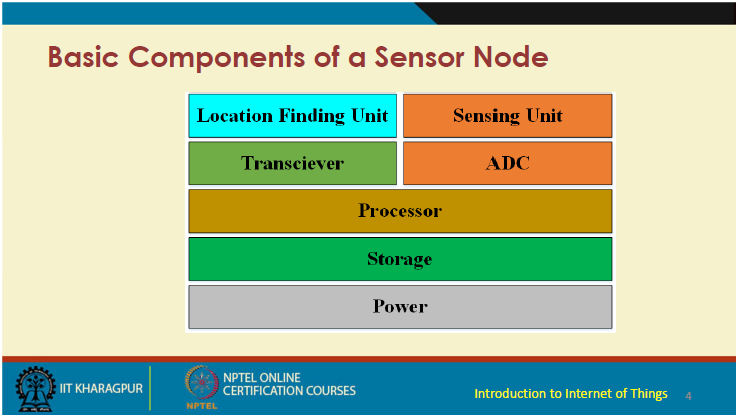 Basic Components of a Sensor Node
Location Finding Unit
Sensing Unit
Transciever
ADC
Processor
Storage
Power
IIT KHARAGPUR
NPTEL
NPTEL ONLINE
CERTIFICATION COURSES
Introduction to Internet of Things
4